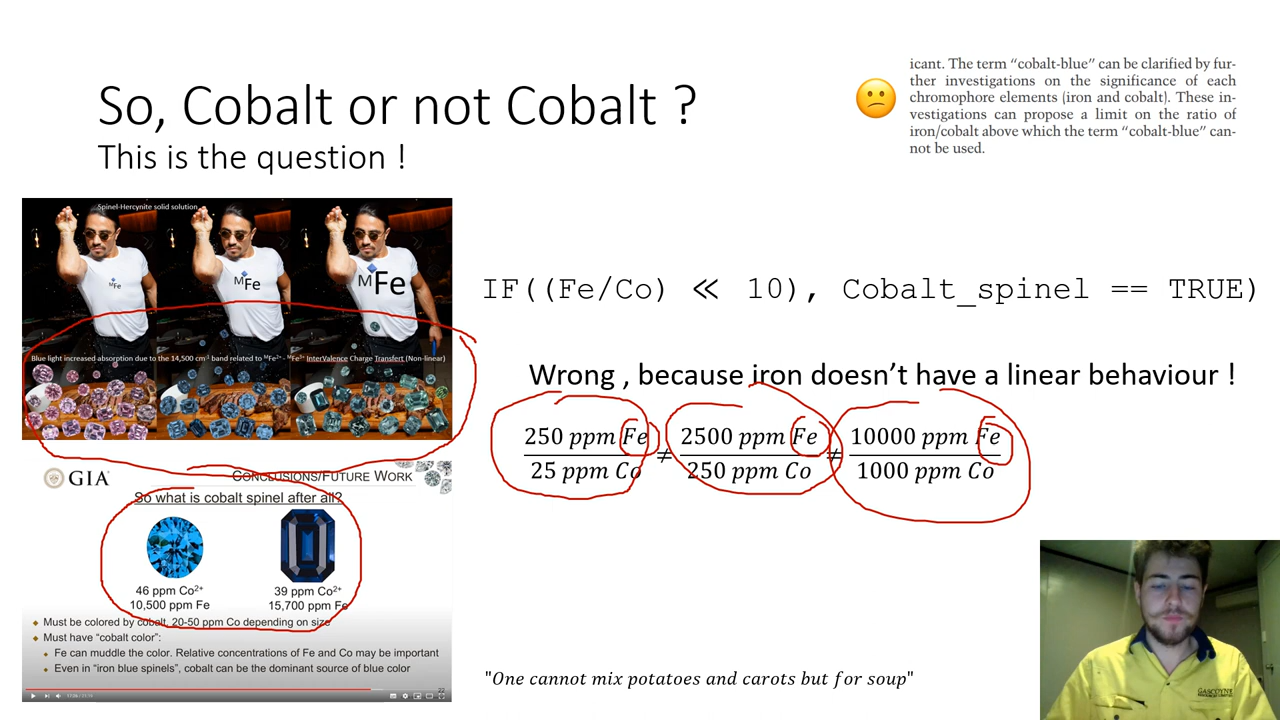 So, Cobalt or not Cobalt ?
This is the question !
icant. The term “cobalt-blue” can be clarified by fur-
ther investigations on the significance of each
chromophore elements (iron and cobalt). These in-
vestigations can propose a limit on the ratio of
iron/cobalt above which the term “cobalt-blue” can-
not be used.
Spinel-Hercynite solid solution
MFe
MFe
MFe
Blue light increased absorption due to the 14,500 cm⁻¹ band related to ᴹFe²⁺ - ᴹFe³⁺ InterValence Charge Transfert (Non-linear)
IF((Fe/Co) ≪ 10), Cobalt_spinel == TRUE)
Wrong , because iron doesn’t have a linear behaviour !
250 ppm Fe
25 ppm Co
≠
2500 ppm Fe
250 ppm Co
≠
10000 ppm Fe
1000 ppm Co
GIA
CONCLUSIONS/FUTURE WORK
So what is cobalt spinel after all?
46 ppm Co²⁺
10,500 ppm Fe
39 ppm Co²⁺
15,700 ppm Fe
Must be colored by cobalt, 20-50 ppm Co depending on size
Must have “cobalt color”:
Fe can muddle the color. Relative concentrations of Fe and Co may be important
Even in “iron blue spinels”, cobalt can be the dominant source of blue color
"One cannot mix potatoes and carots but for soup"
GASCOYNE